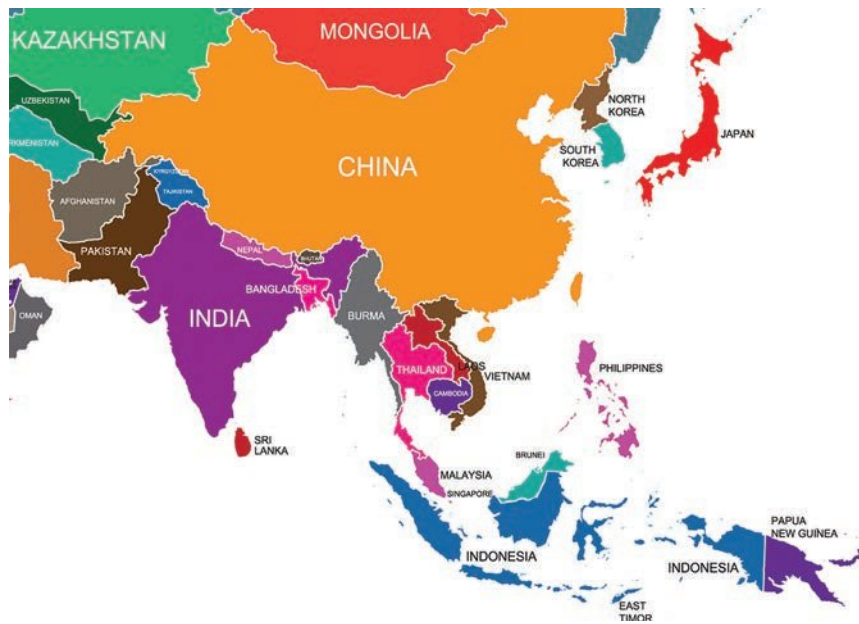 KAZAKHSTAN
MONGOLIA
UZBEKISTAN
RKMENISTAN
NORTH
KOREA
SOUTH
KOREA
JAPAN
CHINA
KYRGYZSTAN
TAJIKISTAN
AFGHANISTAN
PAKISTAN
NEPAL
BHUTAN
BANGLADESH
OMAN
INDIA
BURMA
LAOS
THAILAND
VIETNAM
CAMBODIA
PHILIPPINES
SRI
LANKA
BRUNEI
MALAYSIA
SINGAPORE
INDONESIA
INDONESIA
PAPUA
NEW GUINEA
EAST
TIMOR